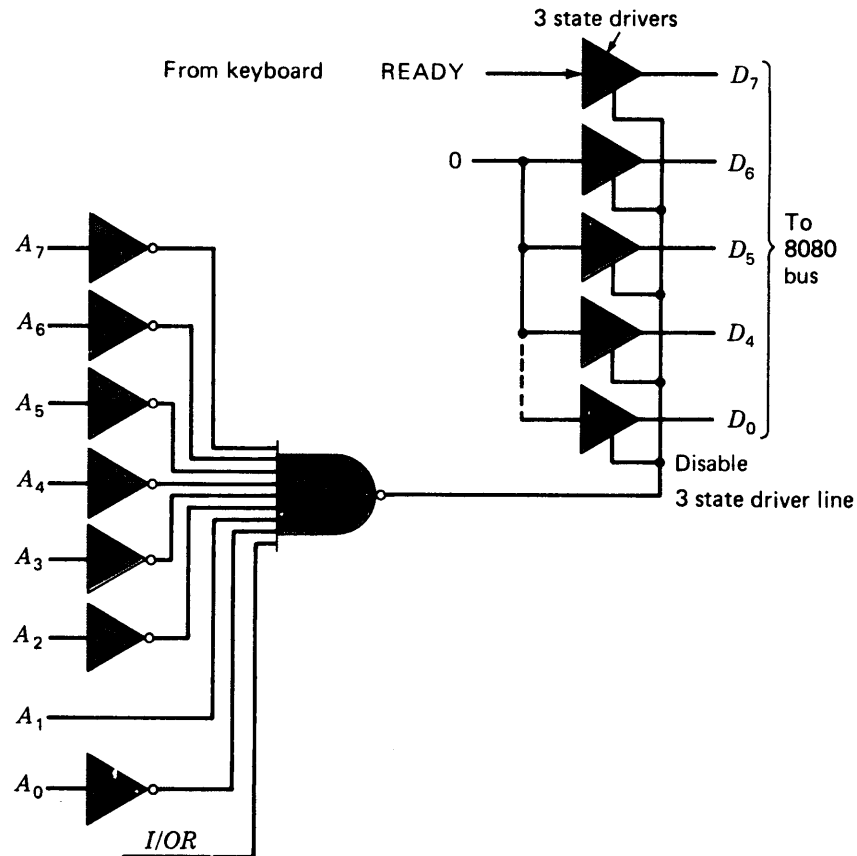 3 state drivers
From keyboard READY
D7
0
D6
D5
To
8080
bus
D4
D0
Disable
3 state driver line
A7
A6
A5
A4
A3
A2
A1
A0
I/OR